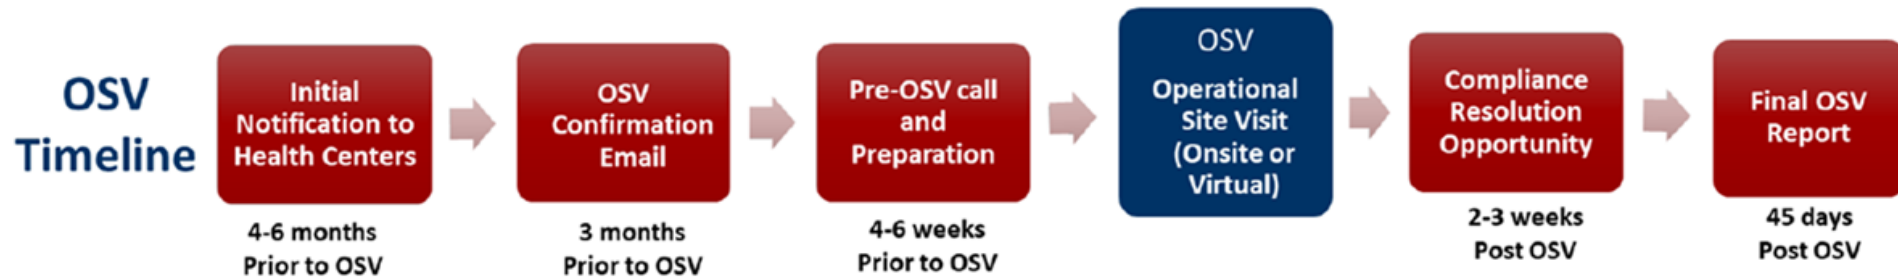 OSV
Timeline
Initial
Notification to
Health Centers
4-6 months
Prior to OSV
OSV
Confirmation
Email
3 months
Prior to OSV
Pre-OSV call
and
Preparation
4-6 weeks
Prior to OSV
OSV
Operational
Site Visit
(Onsite or
Virtual)
Compliance
Resolution
Opportunity
2-3 weeks
Post OSV
Final OSV
Report
45 days
Post OSV